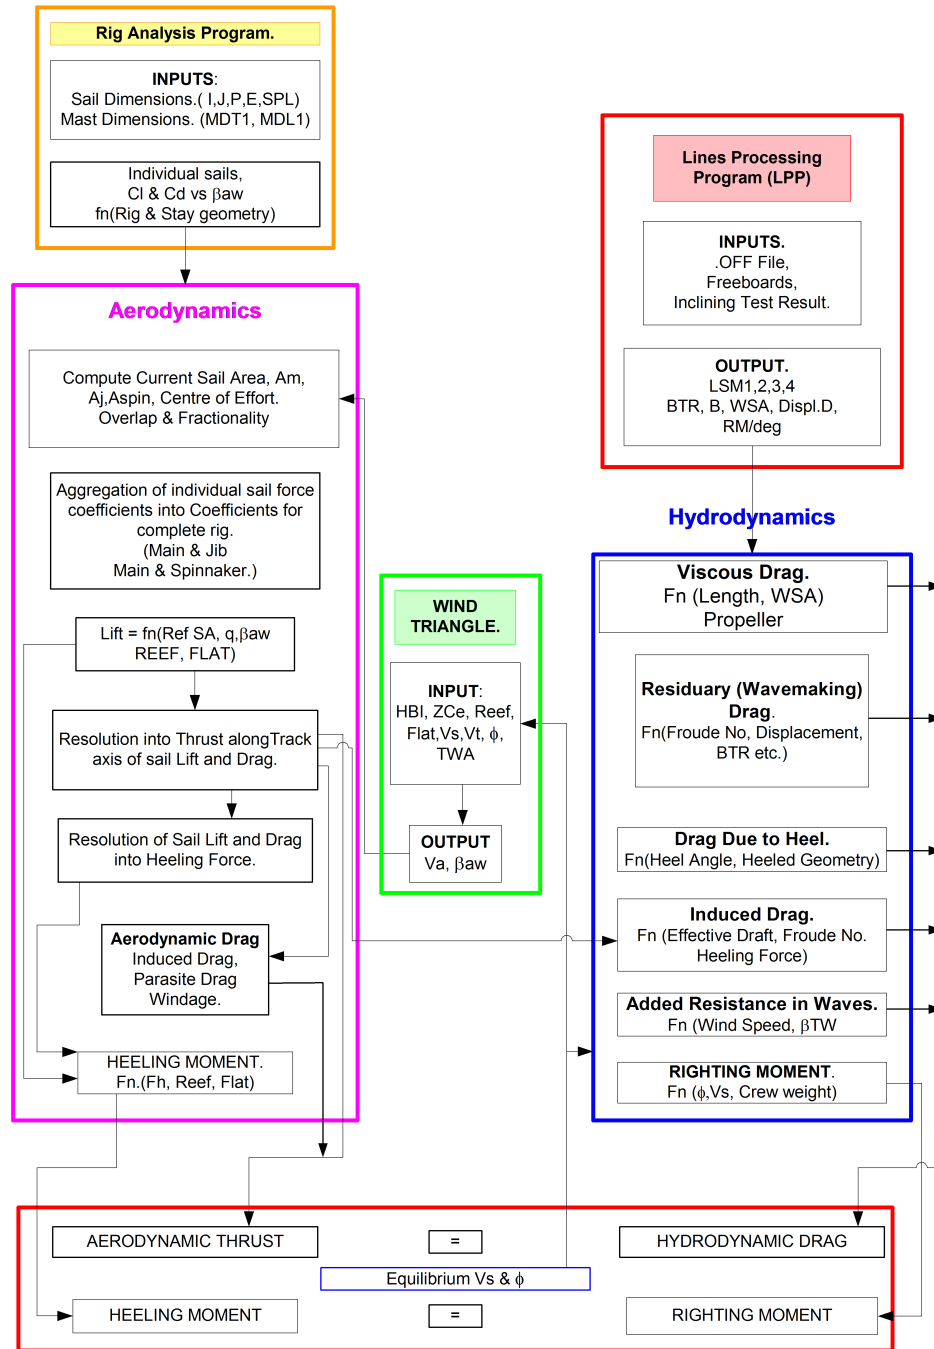 Rig Analysis Program.
INPUTS:
Sail Dimensions.( I,J,P,E,SPL)
Mast Dimensions. (MDT1, MDL1)
Individual sails,
Cl & Cd vs βaw
fn(Rig & Stay geometry)
Aerodynamics
Compute Current Sail Area, Am,
Aj,Aspin, Centre of Effort.
Overlap & Fractionality
Aggregation of individual sail force
coefficients into Coefficients for
complete rig.
(Main & Jib
Main & Spinnaker.)
Lift = fn(Ref SA, q,βaw
REEF, FLAT)
Resolution into Thrust alongTrack
axis of sail Lift and Drag.
Resolution of Sail Lift and Drag
into Heeling Force.
Aerodynamic Drag
Induced Drag,
Parasite Drag
Windage.
HEELING MOMENT.
Fn.(Fh, Reef, Flat)
WIND
TRIANGLE.
INPUT:
HBI, ZCe, Reef,
Flat,Vs,Vt, ϕ,
TWA
OUTPUT
Va, βaw
Lines Processing
Program (LPP)
INPUTS.
.OFF File,
Freeboards,
Inclining Test Result.
OUTPUT.
LSM1,2,3,4
BTR, B, WSA, Displ.D,
RM/deg
Hydrodynamics
Viscous Drag.
Fn (Length, WSA)
Propeller
Residuary (Wavemaking)
Drag.
Fn(Froude No, Displacement,
BTR etc.)
Drag Due to Heel.
Fn(Heel Angle, Heeled Geometry)
Induced Drag.
Fn (Effective Draft, Froude No.
Heeling Force)
Added Resistance in Waves.
Fn (Wind Speed, βTW
RIGHTING MOMENT.
Fn (ϕ,Vs, Crew weight)
AERODYNAMIC THRUST
=
HYDRODYNAMIC DRAG
Equilibrium Vs & ϕ
HEELING MOMENT
=
RIGHTING MOMENT